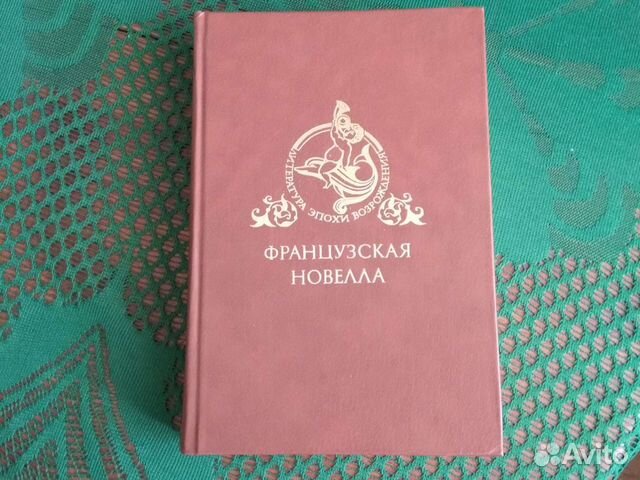 ЛИТЕРАТУРА ЭПОХИ ВОЗРОЖДЕНИЯ
ФРАНЦУЗСКАЯ
НОВЕЛЛА
Avito